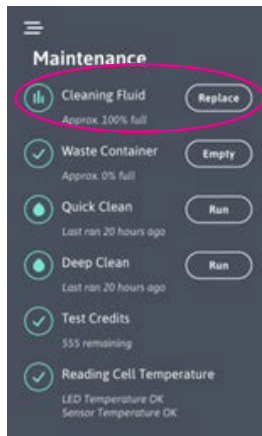 Maintenance
Cleaning Fluid
Replace
Approx. 100% full
Waste Container
Empty
Approx. 0% full
Quick Clean
Run
Last ran 20 hours ago
Deep Clean
Run
Last ran 20 hours ago
Test Credits
555 remaining
Reading Cell Temperature
LED Temperature OK
Sensor Temperature OK